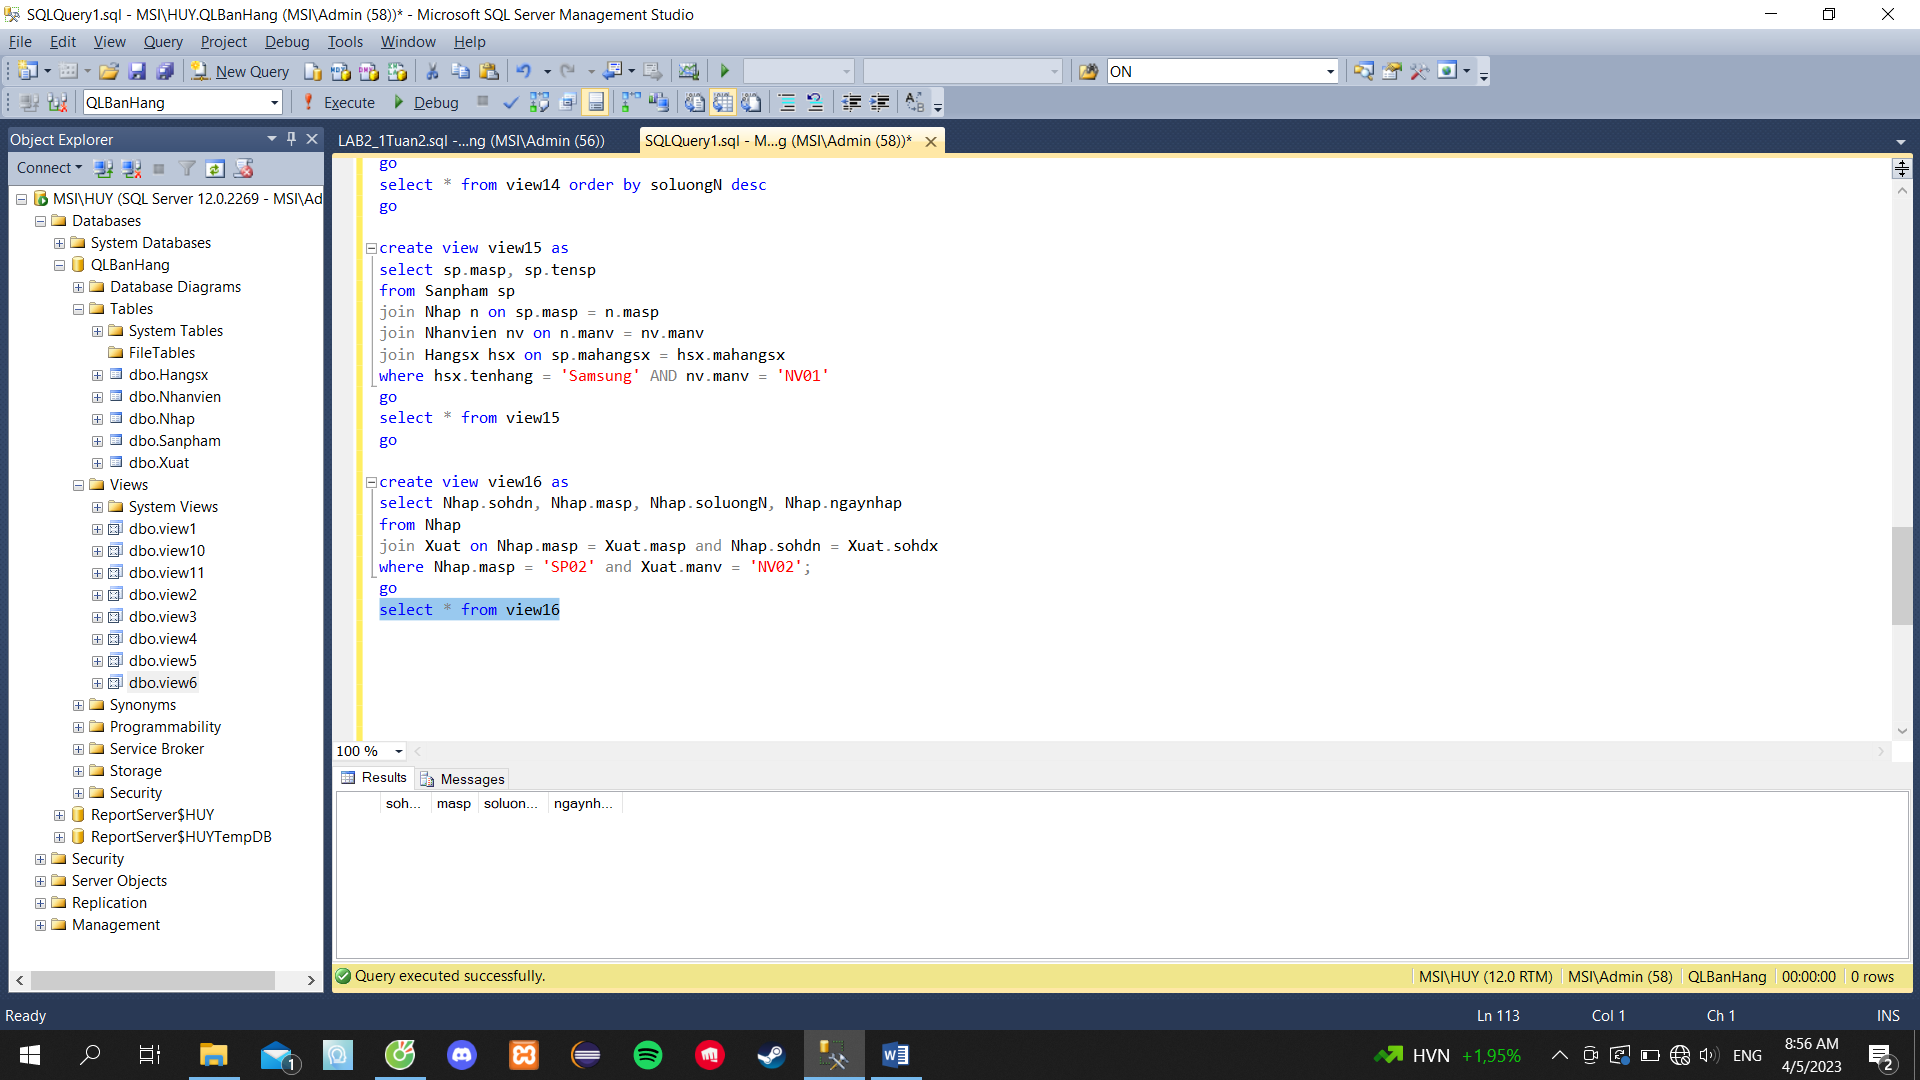 SQLQuery1.sql - MSI\HUY.QLBanHang (MSI\Admin (58))* - Microsoft SQL Server Management Studio
File Edit View Query Project Debug Tools Window Help
New Query ON
QLBanHang Execute Debug
Object Explorer
Connect
MSI\HUY (SQL Server 12.0.2269 - MSI\Ad
Databases
System Databases
QLBanHang
Database Diagrams
Tables
System Tables
FileTables
dbo.Hangsx
dbo.Nhanvien
dbo.Nhap
dbo.Sanpham
dbo.Xuat
Views
System Views
dbo.view1
dbo.view10
dbo.view11
dbo.view2
dbo.view3
dbo.view4
dbo.view5
dbo.view6
Synonyms
Programmability
Service Broker
Storage
Security
ReportServer$HUY
ReportServer$HUYTempDB
Security
Server Objects
Replication
Management
LAB2_1Tuan2.sql -...ng (MSI\Admin (56)) SQLQuery1.sql - M...g (MSI\Admin (58))*
go
select * from view14 order by soluongN desc
go
create view view15 as
select sp.masp, sp.tensp
from Sanpham sp
join Nhap n on sp.masp = n.masp
join Nhanvien nv on n.manv = nv.manv
join Hangsx hsx on sp.mahangsx = hsx.mahangsx
where hsx.tenhang = 'Samsung' AND nv.manv = 'NV01'
go
select * from view15
go
create view view16 as
select Nhap.sohdn, Nhap.masp, Nhap.soluongN, Nhap.ngaynhap
from Nhap
join Xuat on Nhap.masp = Xuat.masp and Nhap.sohdn = Xuat.sohdx
where Nhap.masp = 'SP02' and Xuat.manv = 'NV02';
go
select * from view16
100 %
Results Messages
soh... masp soluon... ngaynh...
Query executed successfully. MSI\HUY (12.0 RTM) MSI\Admin (58) QLBanHang 00:00:00 0 rows
Ready Ln 113 Col 1 Ch 1 INS
1 HVN +1,95% ENG 8:56 AM
4/5/2023 2